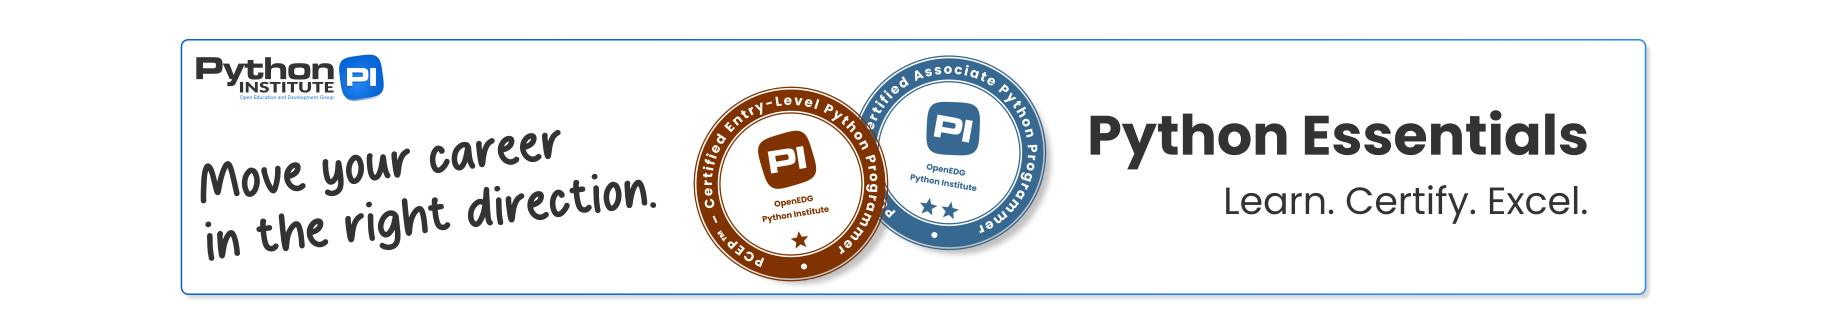 Python
INSTITUTE
Open Education and Development Group
PI
Move your career
in the right direction.
PCEP™ – Certified Entry-Level Python Programmer
PI
OpenEDG
Python Institute
P
ertified Associate Python Programmer
PI
OpenEDG
Python Institute
Python Essentials
Learn. Certify. Excel.